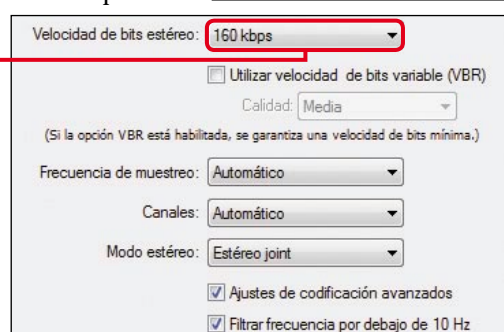 Velocidad de bits estéreo: 160 kbps
Utilizar velocidad de bits variable (VBR)
Calidad: Media
(Si la opción VBR está habilitada, se garantiza una velocidad de bits mínima.)
Frecuencia de muestreo: Automático
Canales: Automático
Modo estéreo: Estéreo joint
Ajustes de codificación avanzados
Filtrar frecuencia por debajo de 10 Hz